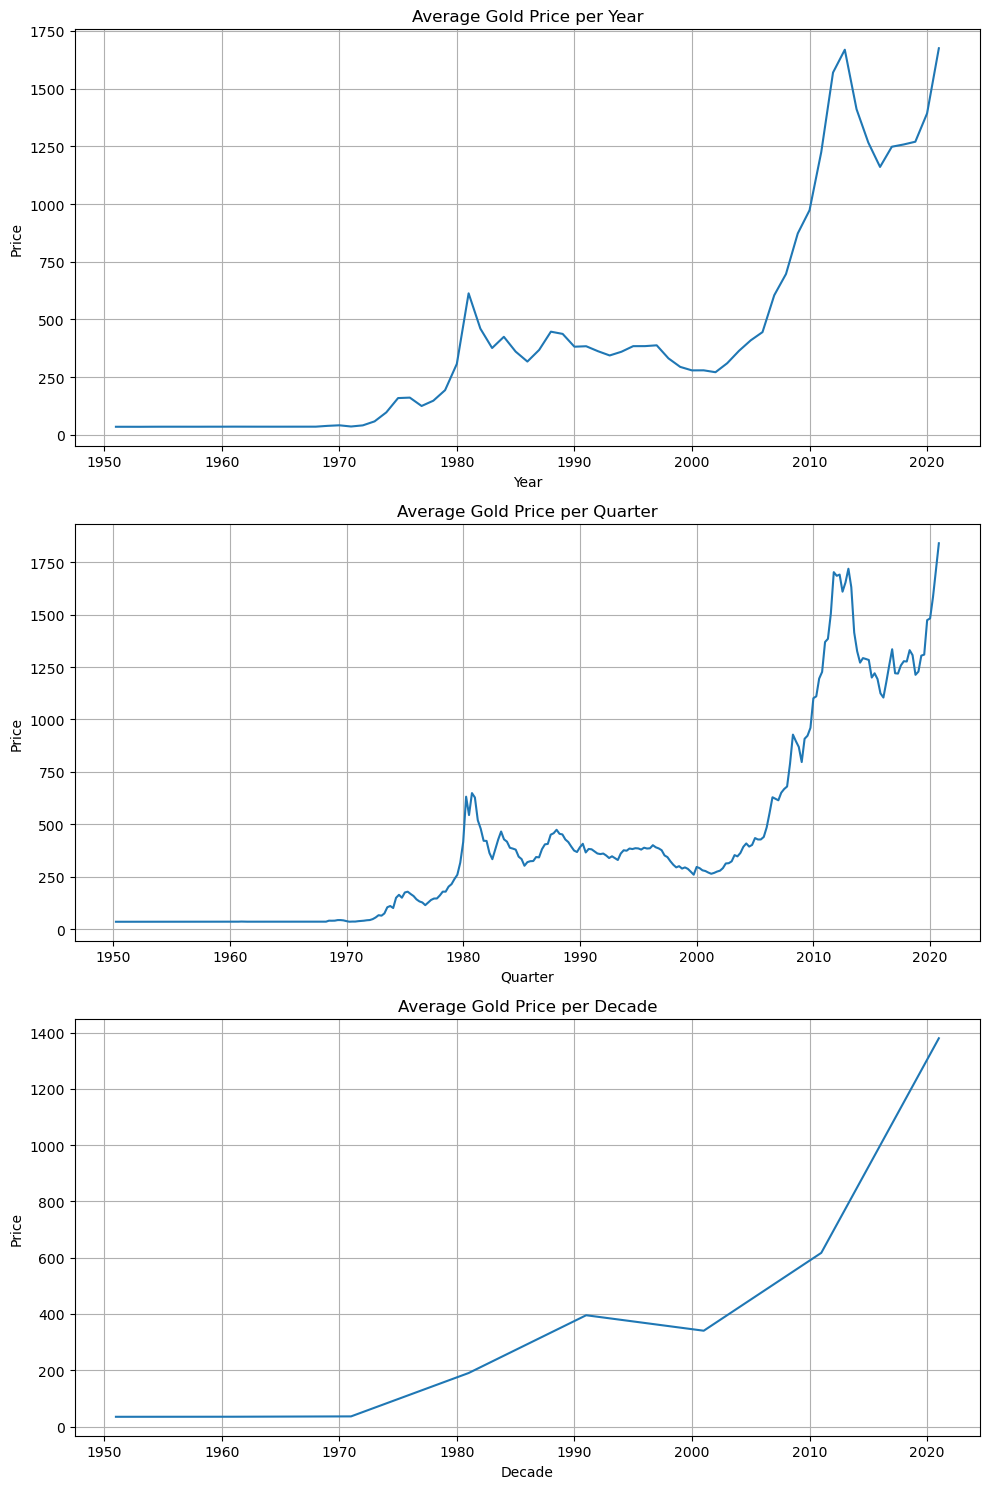 Average Gold Price per Year
1750
1500
1250
1000
750
500
250
0
Price
1950 1960 1970 1980 1990 2000 2010 2020
Year
Average Gold Price per Quarter
1750
1500
1250
1000
750
500
250
0
Price
1950 1960 1970 1980 1990 2000 2010 2020
Quarter
Average Gold Price per Decade
1400
1200
1000
800
600
400
200
0
Price
1950 1960 1970 1980 1990 2000 2010 2020
Decade